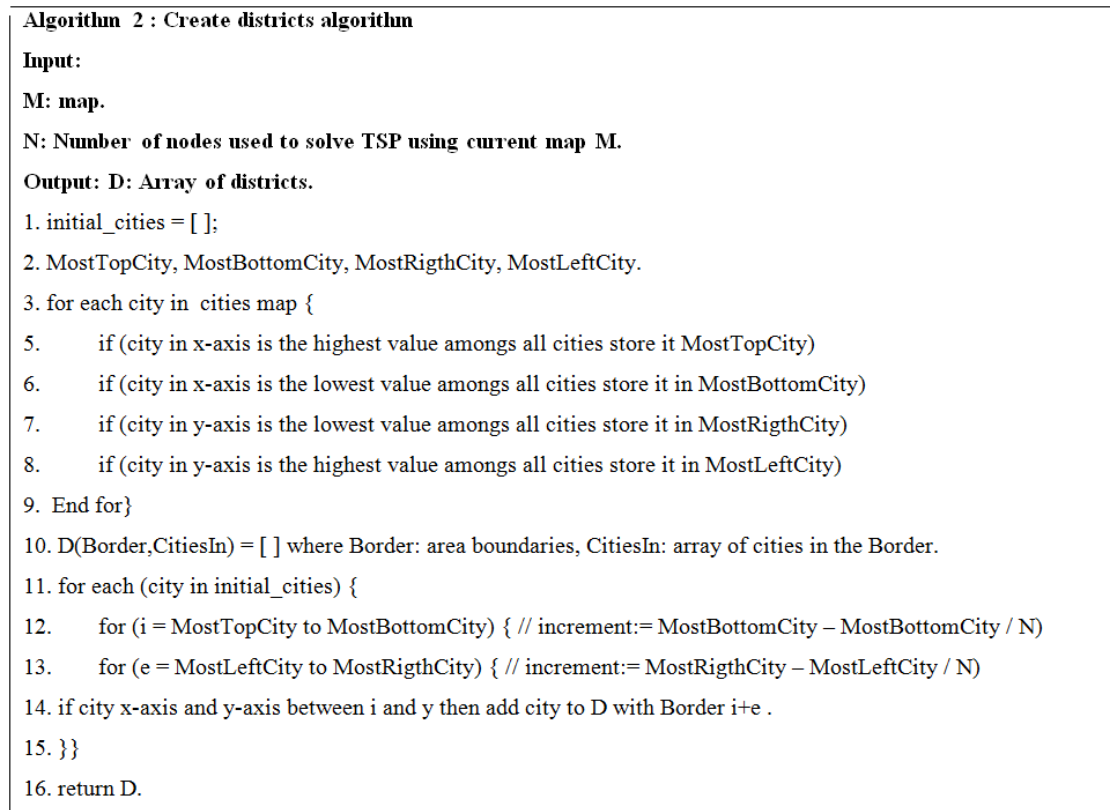 Algorithm 2 : Create districts algorithm
Input:
M: map.
N: Number of nodes used to solve TSP using current map M.
Output: D: Array of districts.
1. initial_cities = [ ];
2. MostTopCity, MostBottomCity, MostRigthCity, MostLeftCity.
3. for each city in cities map {
5. if (city in x-axis is the highest value amongs all cities store it MostTopCity)
6. if (city in x-axis is the lowest value amongs all cities store it in MostBottomCity)
7. if (city in y-axis is the lowest value amongs all cities store it in MostRigthCity)
8. if (city in y-axis is the highest value amongs all cities store it in MostLeftCity)
9. End for}
10. D(Border,CitiesIn) = [ ] where Border: area boundaries, CitiesIn: array of cities in the Border.
11. for each (city in initial_cities) {
12. for (i = MostTopCity to MostBottomCity) { // increment:= MostBottomCity – MostBottomCity / N)
13. for (e = MostLeftCity to MostRigthCity) { // increment:= MostRigthCity – MostLeftCity / N)
14. if city x-axis and y-axis between i and y then add city to D with Border i+e .
15. }}
16. return D.